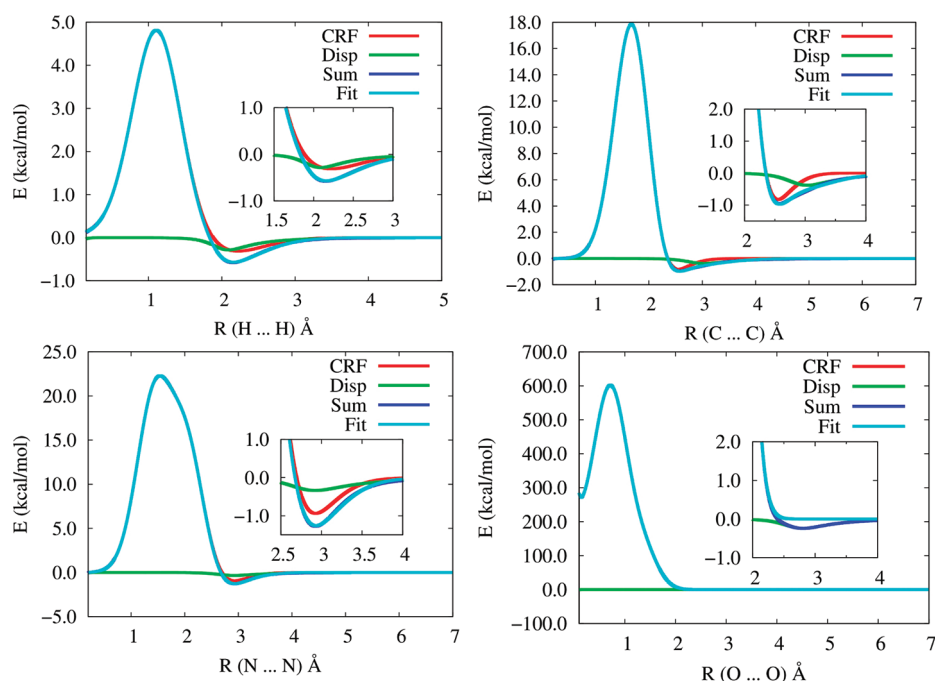 5.0
4.0
3.0
2.0
1.0
0.0
−1.0
E (kcal/mol)
CRF
Disp
Sum
Fit
1.0
0.0
−1.0
1.5 2 2.5 3
1 2 3 4 5
R (H ... H) Å
18.0
16.0
14.0
12.0
10.0
8.0
6.0
4.0
2.0
0.0
−2.0
E (kcal/mol)
CRF
Disp
Sum
Fit
2.0
1.0
0.0
−1.0
2 3 4
1 2 3 4 5 6 7
R (C ... C) Å
25.0
20.0
15.0
10.0
5.0
0.0
−5.0
E (kcal/mol)
CRF
Disp
Sum
Fit
1.0
0.0
−1.0
2.5 3 3.5 4
1 2 3 4 5 6 7
R (N ... N) Å
700.0
600.0
500.0
400.0
300.0
200.0
100.0
0.0
−100.0
E (kcal/mol)
CRF
Disp
Sum
Fit
2.0
1.0
0.0
−1.0
2 3 4
1 2 3 4 5 6 7
R (O ... O) Å